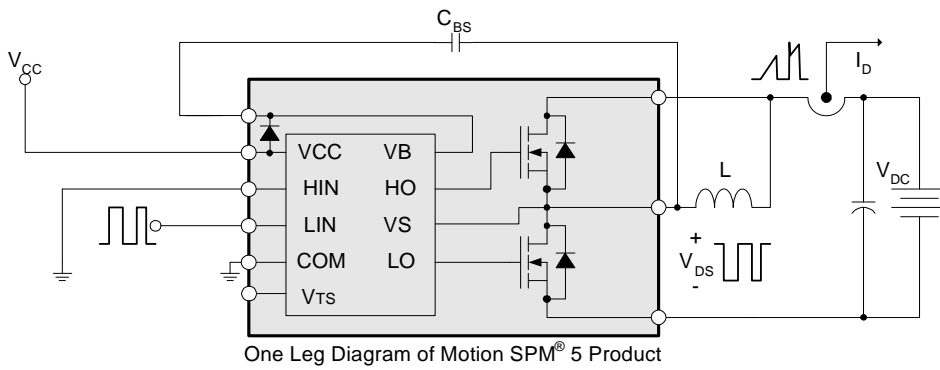 C_BS
V_CC
I_D
VCC VB
HIN HO
LIN VS
COM LO
V_TS
L
V_DC
+
V_DS
-
One Leg Diagram of Motion SPM® 5 Product